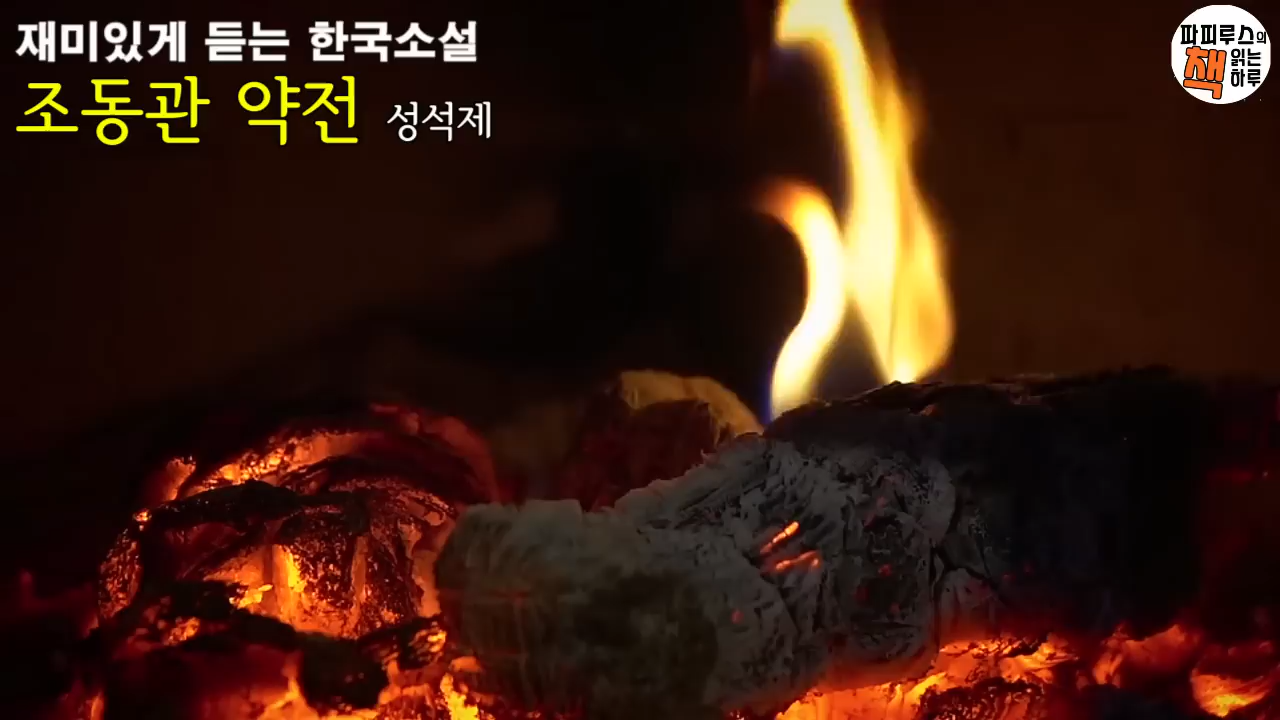 재미있게 듣는 한국소설
조동관 약전 성석제
파피루스의
책 읽는
하루